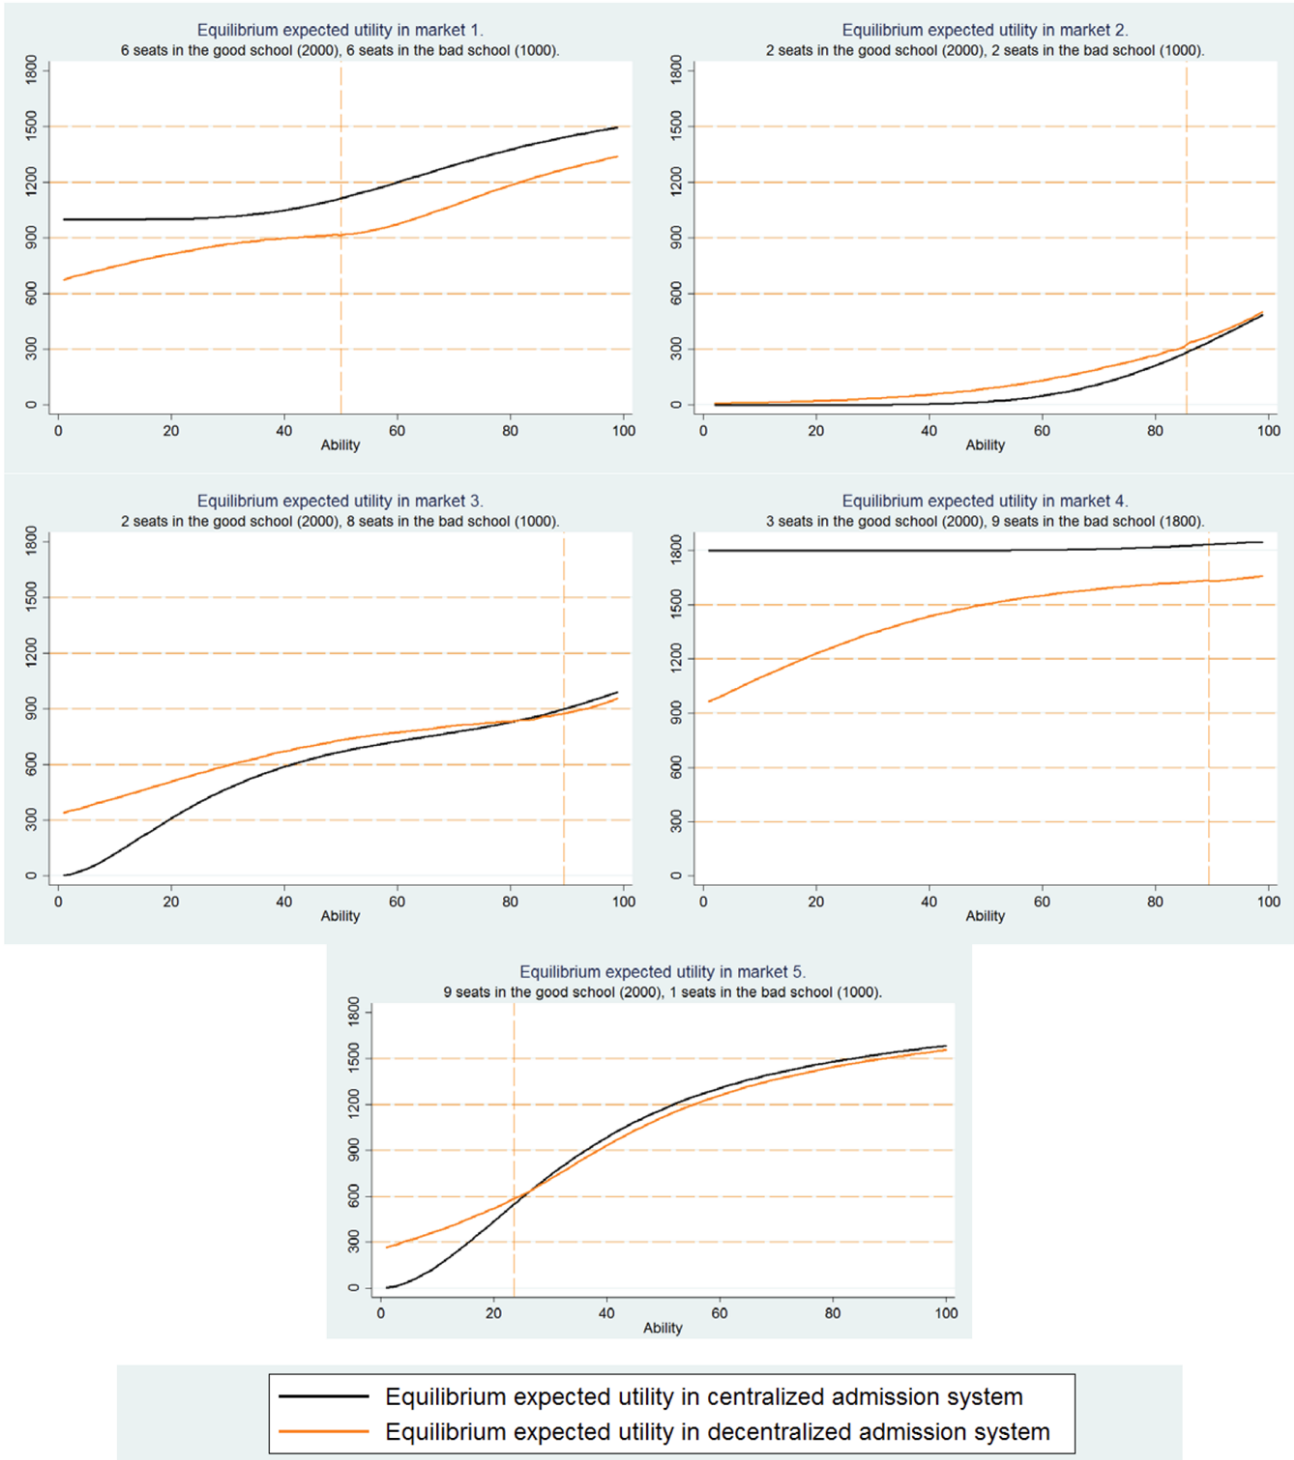 Equilibrium expected utility in market 1.
6 seats in the good school (2000), 6 seats in the bad school (1000).
1800
1500
1200
900
600
300
0
0 20 40 60 80 100
Ability
Equilibrium expected utility in market 2.
2 seats in the good school (2000), 2 seats in the bad school (1000).
1800
1500
1200
900
600
300
0
0 20 40 60 80 100
Ability
Equilibrium expected utility in market 3.
2 seats in the good school (2000), 8 seats in the bad school (1000).
1800
1500
1200
900
600
300
0
0 20 40 60 80 100
Ability
Equilibrium expected utility in market 4.
3 seats in the good school (2000), 9 seats in the bad school (1800).
1800
1500
1200
900
600
300
0
0 20 40 60 80 100
Ability
Equilibrium expected utility in market 5.
9 seats in the good school (2000), 1 seats in the bad school (1000).
1800
1500
1200
900
600
300
0
0 20 40 60 80 100
Ability
Equilibrium expected utility in centralized admission system
Equilibrium expected utility in decentralized admission system